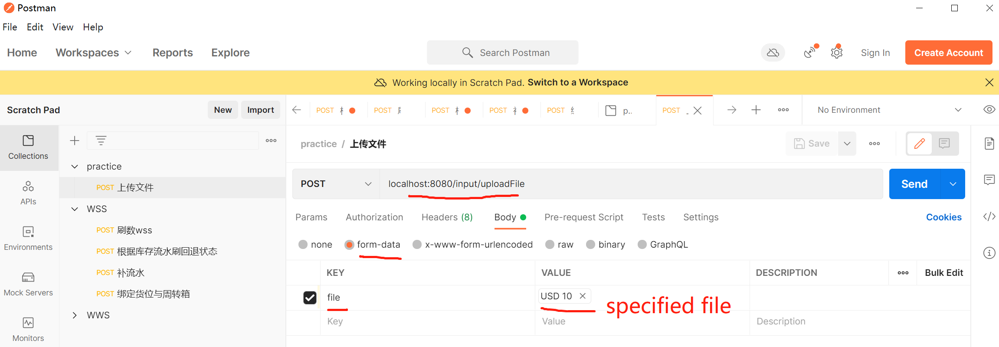 Postman
File Edit View Help
Home Workspaces Reports Explore Search Postman Sign In Create Account
Working locally in Scratch Pad. Switch to a Workspace
Scratch Pad New Import
POST POST POST POST POST p.. POST _ No Environment
Collections
APIs
Environments
Mock Servers
Monitors
practice
POST 上传文件
WSS
POST 刷数wss
POST 根据库存流水刷回退状态
POST 补流水
POST 绑定货位与周转箱
WWS
practice / 上传文件 Save
POST localhost:8080/input/uploadFile Send
Params Authorization Headers (8) Body Pre-request Script Tests Settings Cookies
none form-data x-www-form-urlencoded raw binary GraphQL
KEY VALUE DESCRIPTION Bulk Edit
file USD 10 specified file
Key Value Description